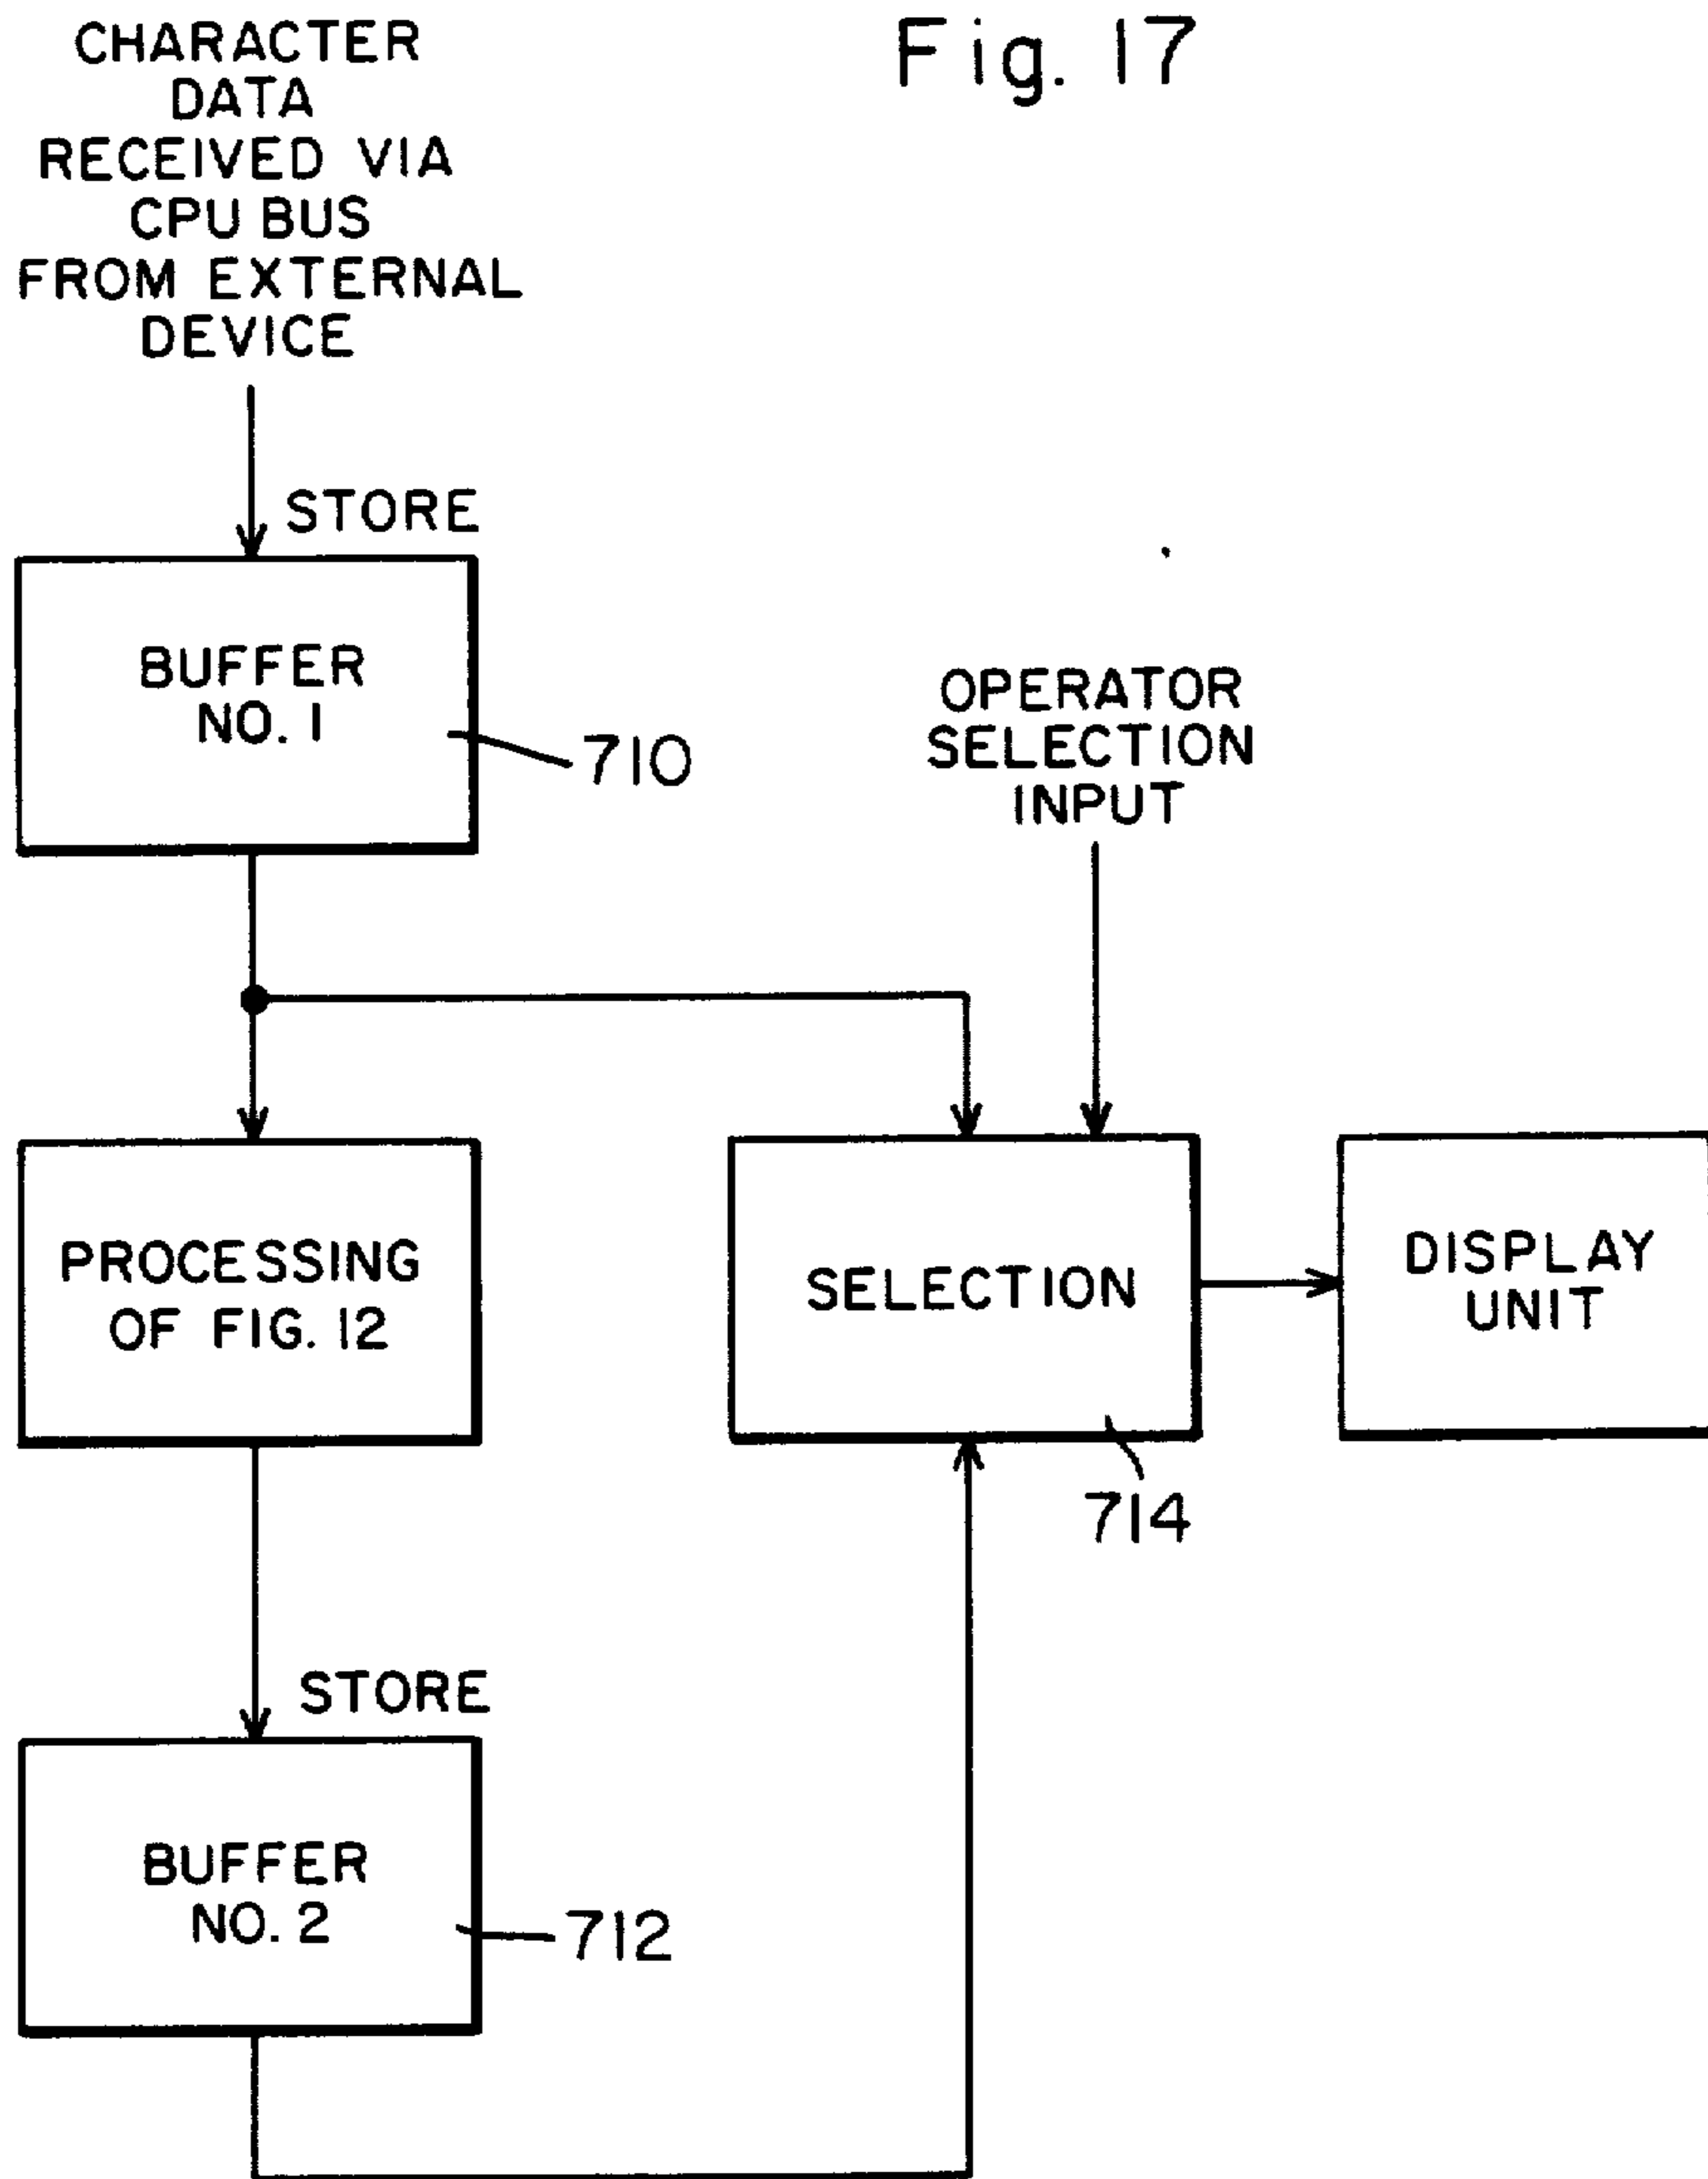 Fig. 17
CHARACTER
DATA
RECEIVED VIA
CPU BUS
FROM EXTERNAL
DEVICE
STORE
BUFFER
NO. 1
710
OPERATOR
SELECTION
INPUT
PROCESSING
OF FIG. 12
SELECTION
DISPLAY
UNIT
714
STORE
BUFFER
NO. 2
712